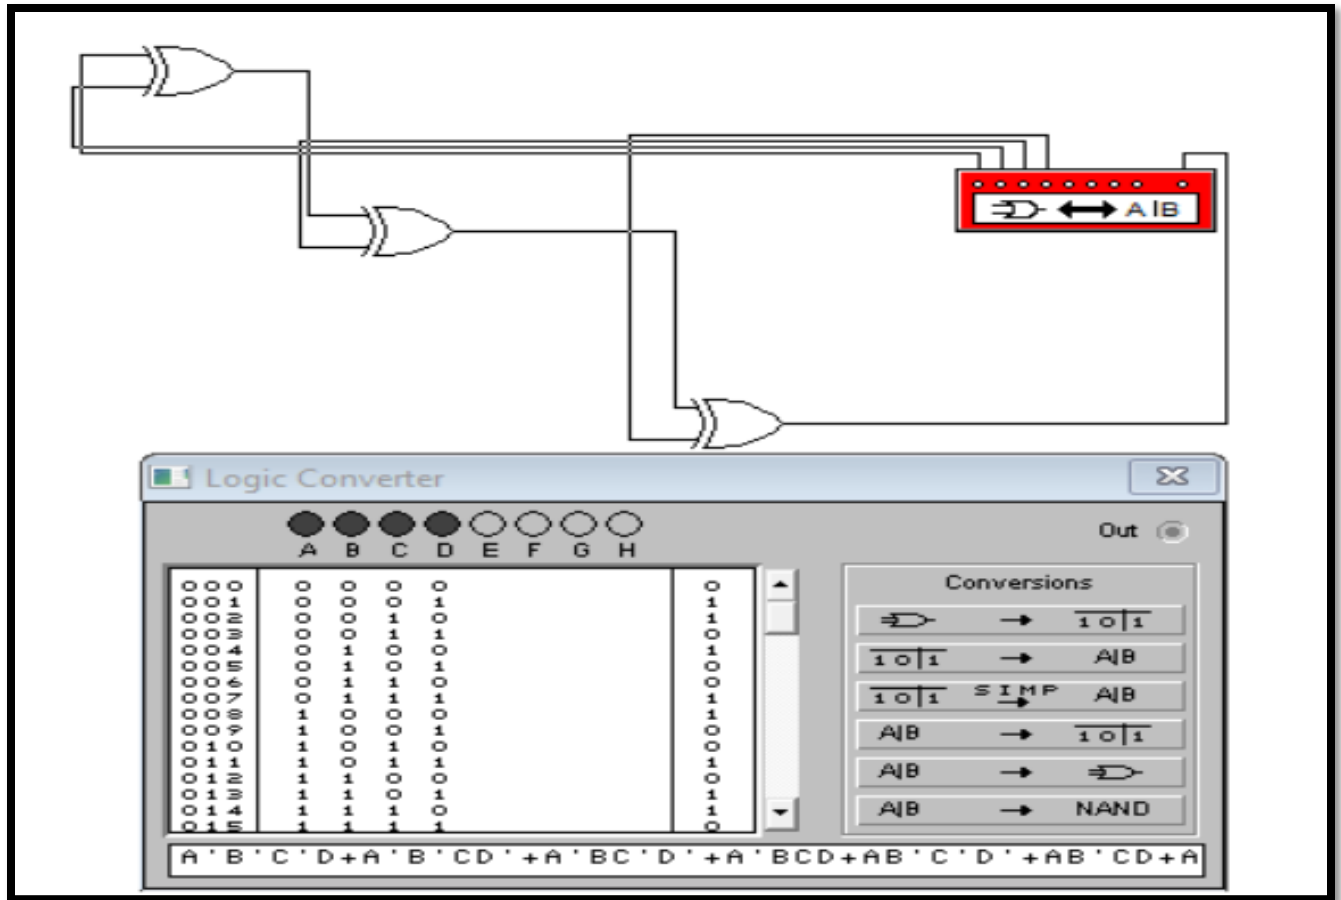 A|B
Logic Converter
Out
A B C D E F G H
Conversions
000 0 0 0 0 0
001 0 0 0 1 1
002 0 0 1 0 1
003 0 0 1 1 0
004 0 1 0 0 1
005 0 1 0 1 0
006 0 1 1 0 0
007 0 1 1 1 1
008 1 0 0 0 1
009 1 0 0 1 0
010 1 0 1 0 0
011 1 0 1 1 1
012 1 1 0 0 0
013 1 1 0 1 1
014 1 1 1 0 1
015 1 1 1 1 0
10|1
10|1 A|B
10|1 SIMP A|B
A|B 10|1
A|B
A|B NAND
A'B'C'D+A'B'CD'+A'BC'D'+A'BCD+AB'C'D'+AB'CD+A